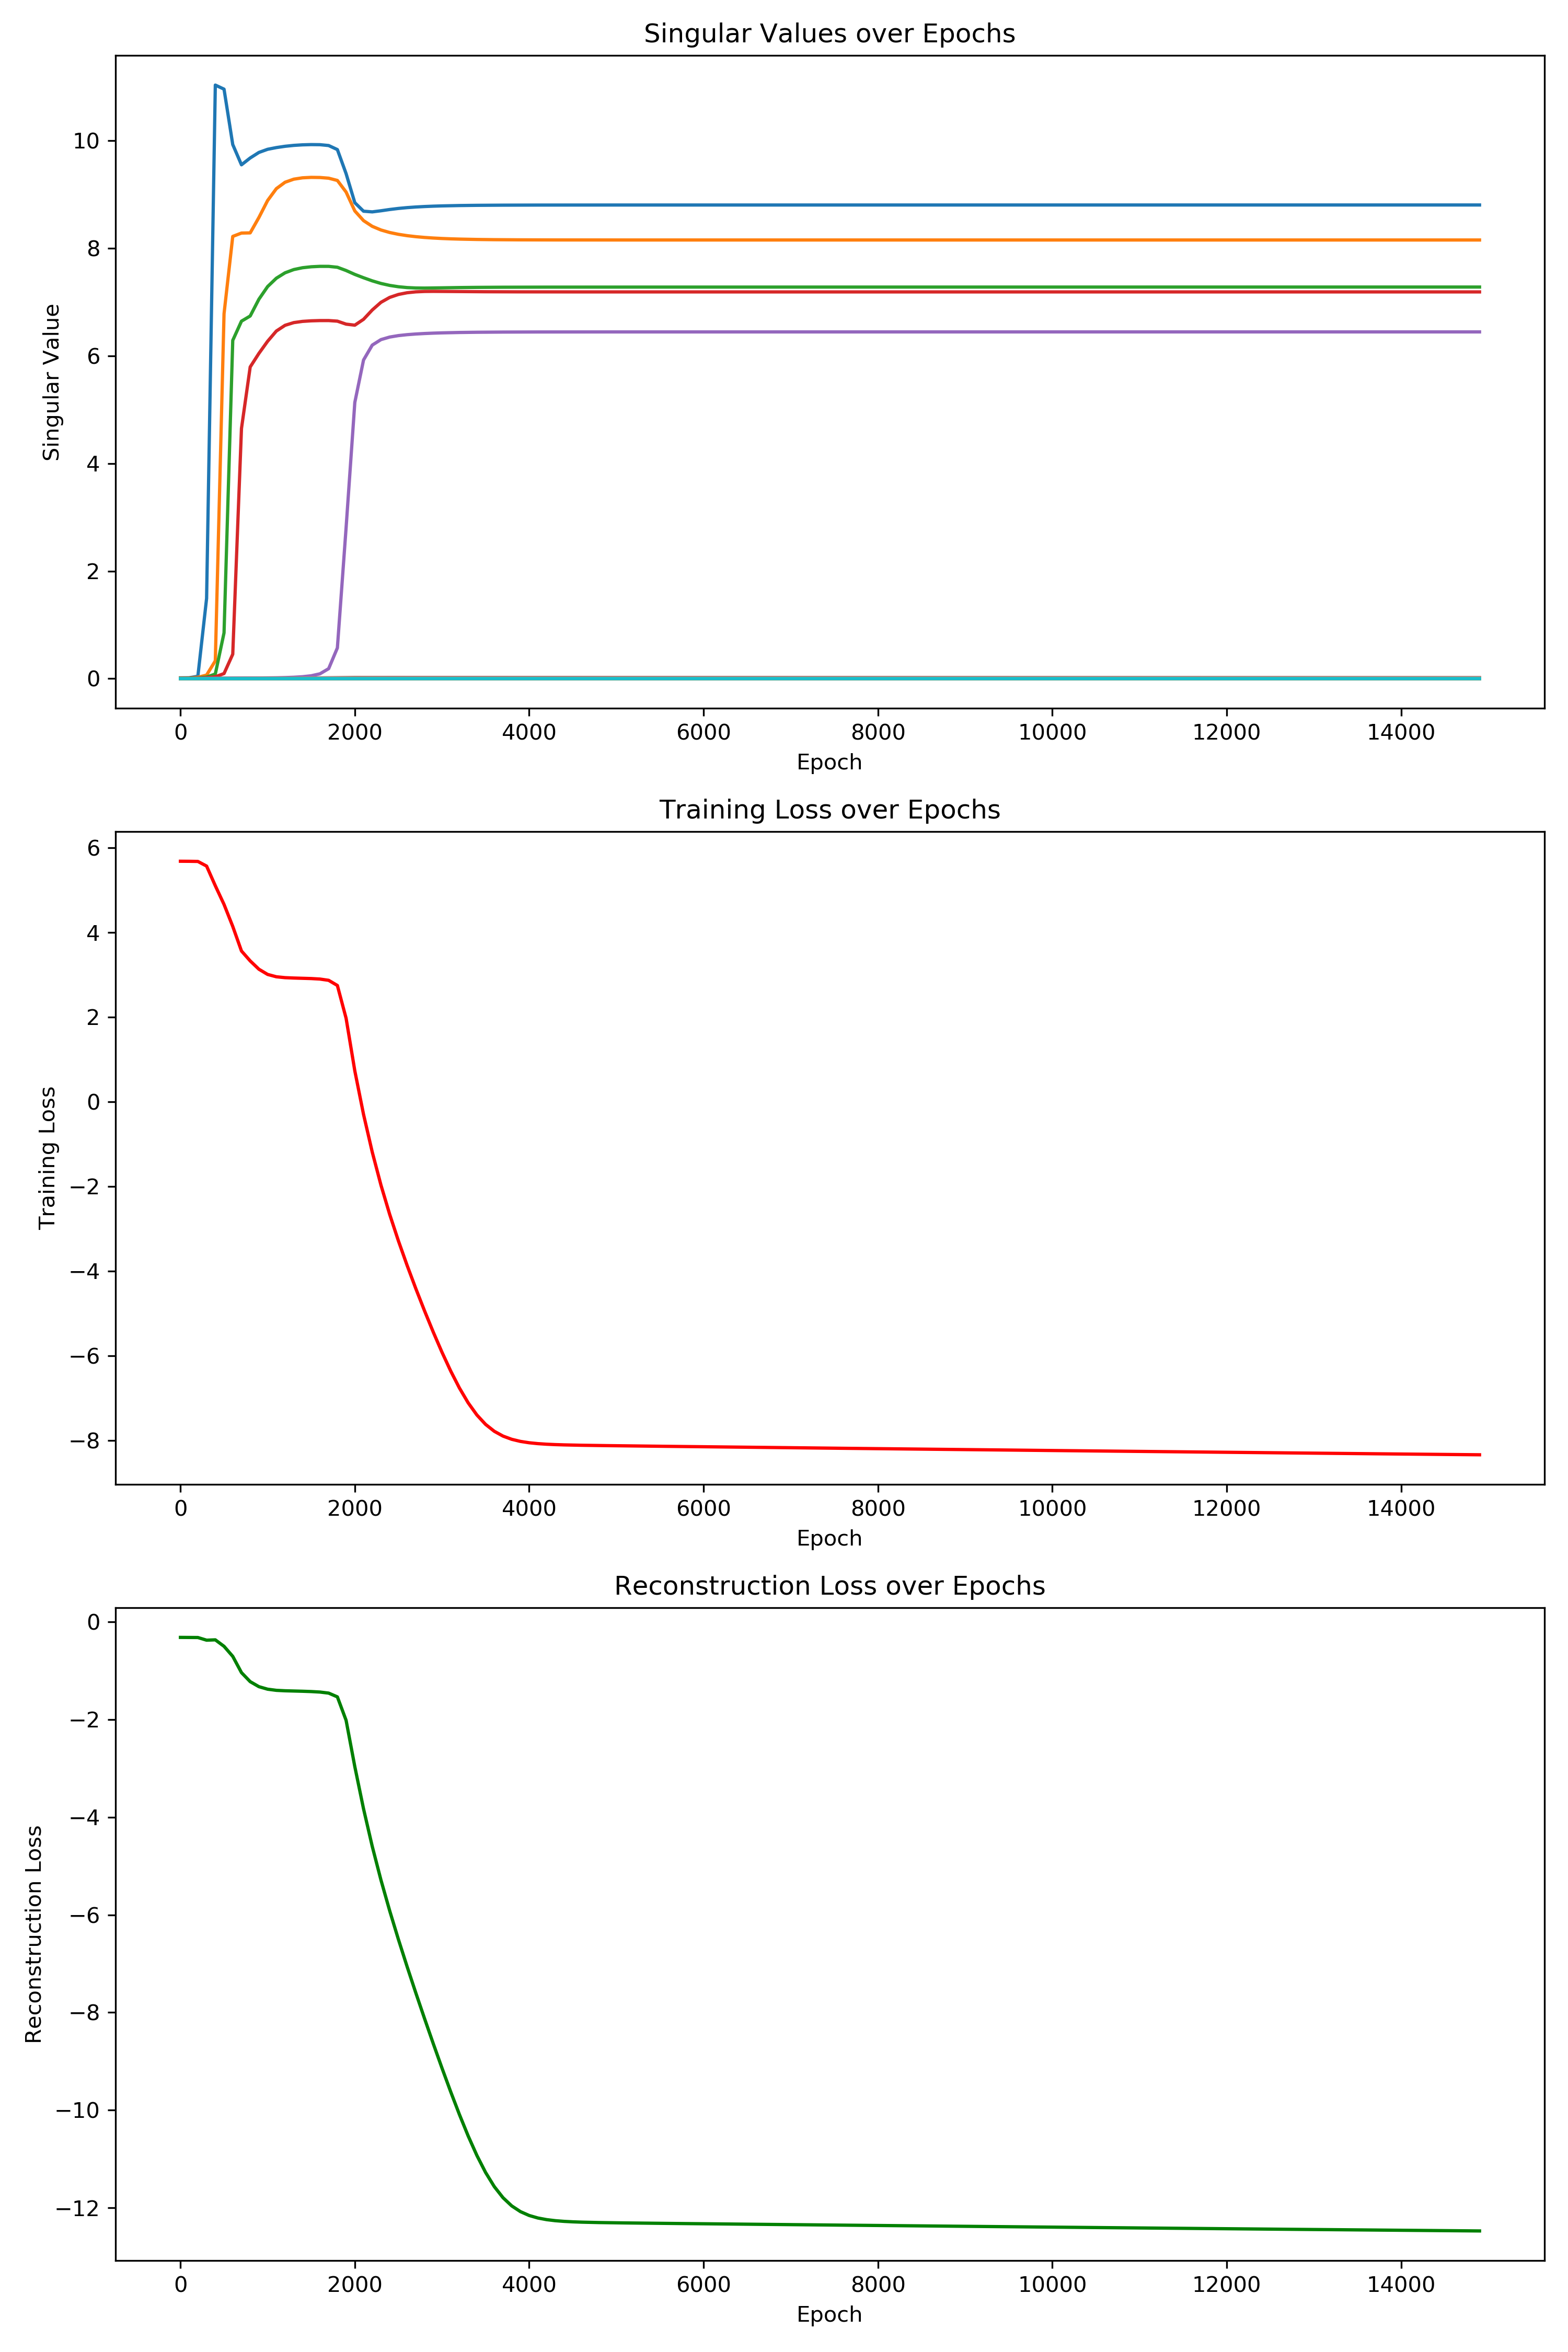 Singular Values over Epochs
Singular Value
10
8
6
4
2
0
0 2000 4000 6000 8000 10000 12000 14000
Epoch
Training Loss over Epochs
Training Loss
6
4
2
0
−2
−4
−6
−8
0 2000 4000 6000 8000 10000 12000 14000
Epoch
Reconstruction Loss over Epochs
Reconstruction Loss
0
−2
−4
−6
−8
−10
−12
0 2000 4000 6000 8000 10000 12000 14000
Epoch